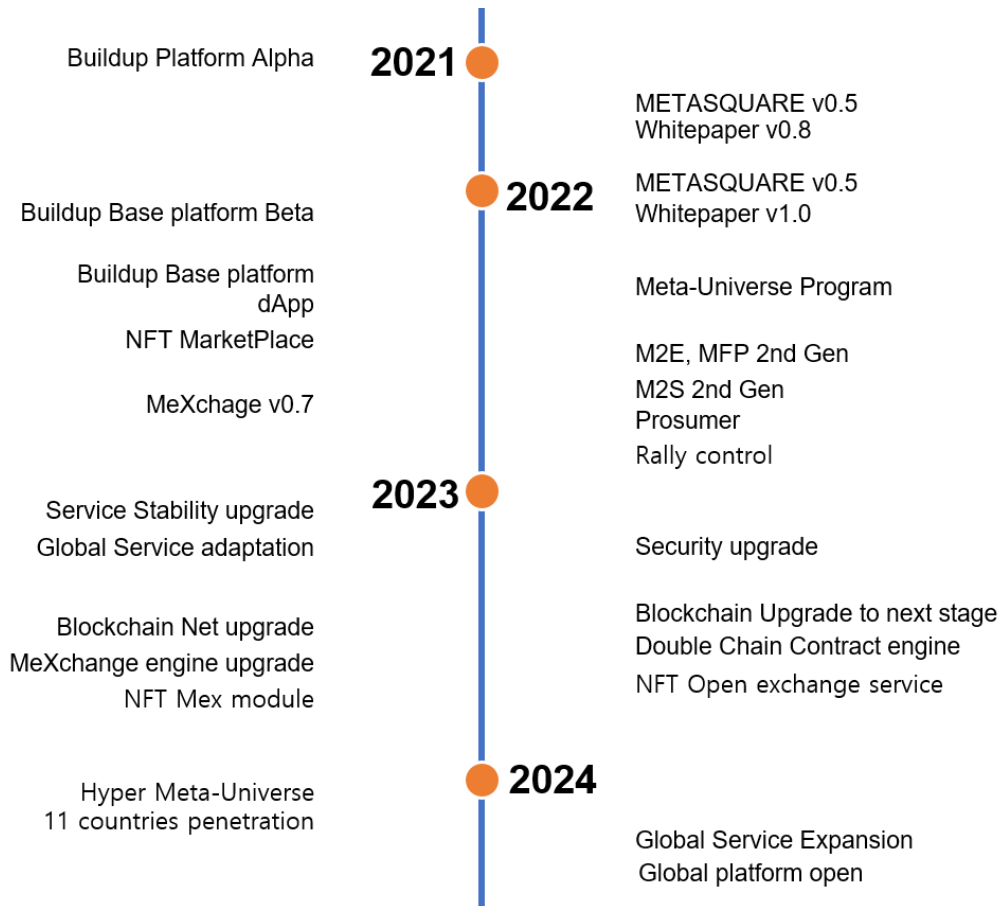 Buildup Platform Alpha
2021
METASQUARE v0.5
Whitepaper v0.8
2022
METASQUARE v0.5
Whitepaper v1.0
Buildup Base platform Beta
Buildup Base platform
dApp
Meta-Universe Program
NFT MarketPlace
M2E, MFP 2nd Gen
MeXchage v0.7
M2S 2nd Gen
Prosumer
Rally control
2023
Service Stability upgrade
Global Service adaptation
Security upgrade
Blockchain Net upgrade
MeXchange engine upgrade
NFT Mex module
Blockchain Upgrade to next stage
Double Chain Contract engine
NFT Open exchange service
2024
Hyper Meta-Universe
11 countries penetration
Global Service Expansion
Global platform open